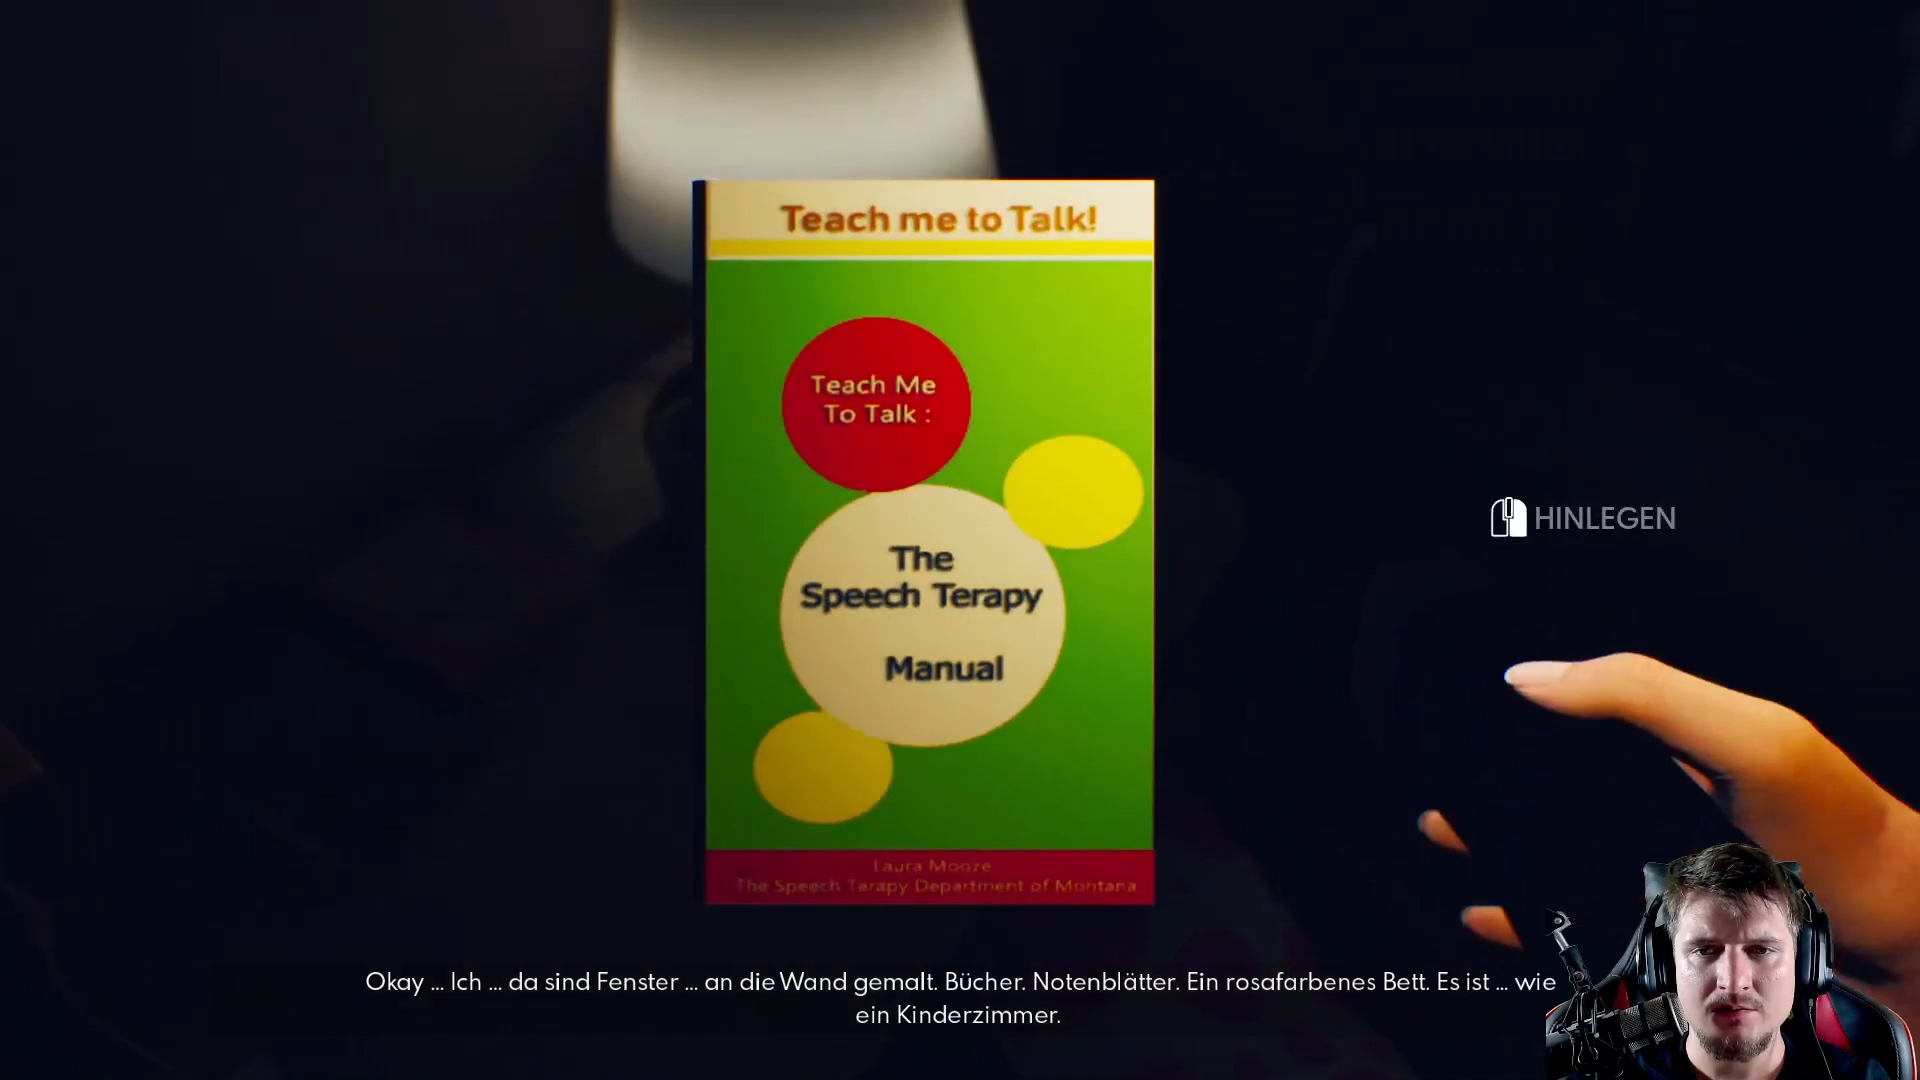 Teach me to Talk!
Teach Me
To Talk :
The
Speech Terapy
Manual
HINLEGEN
Laura Mooze
The Speech Terapy Department of Montana
Okay ... Ich ... da sind Fenster ... an die Wand gemalt. Bücher. Notenblätter. Ein rosafarbenes Bett. Es ist ... wie
ein Kinderzimmer.